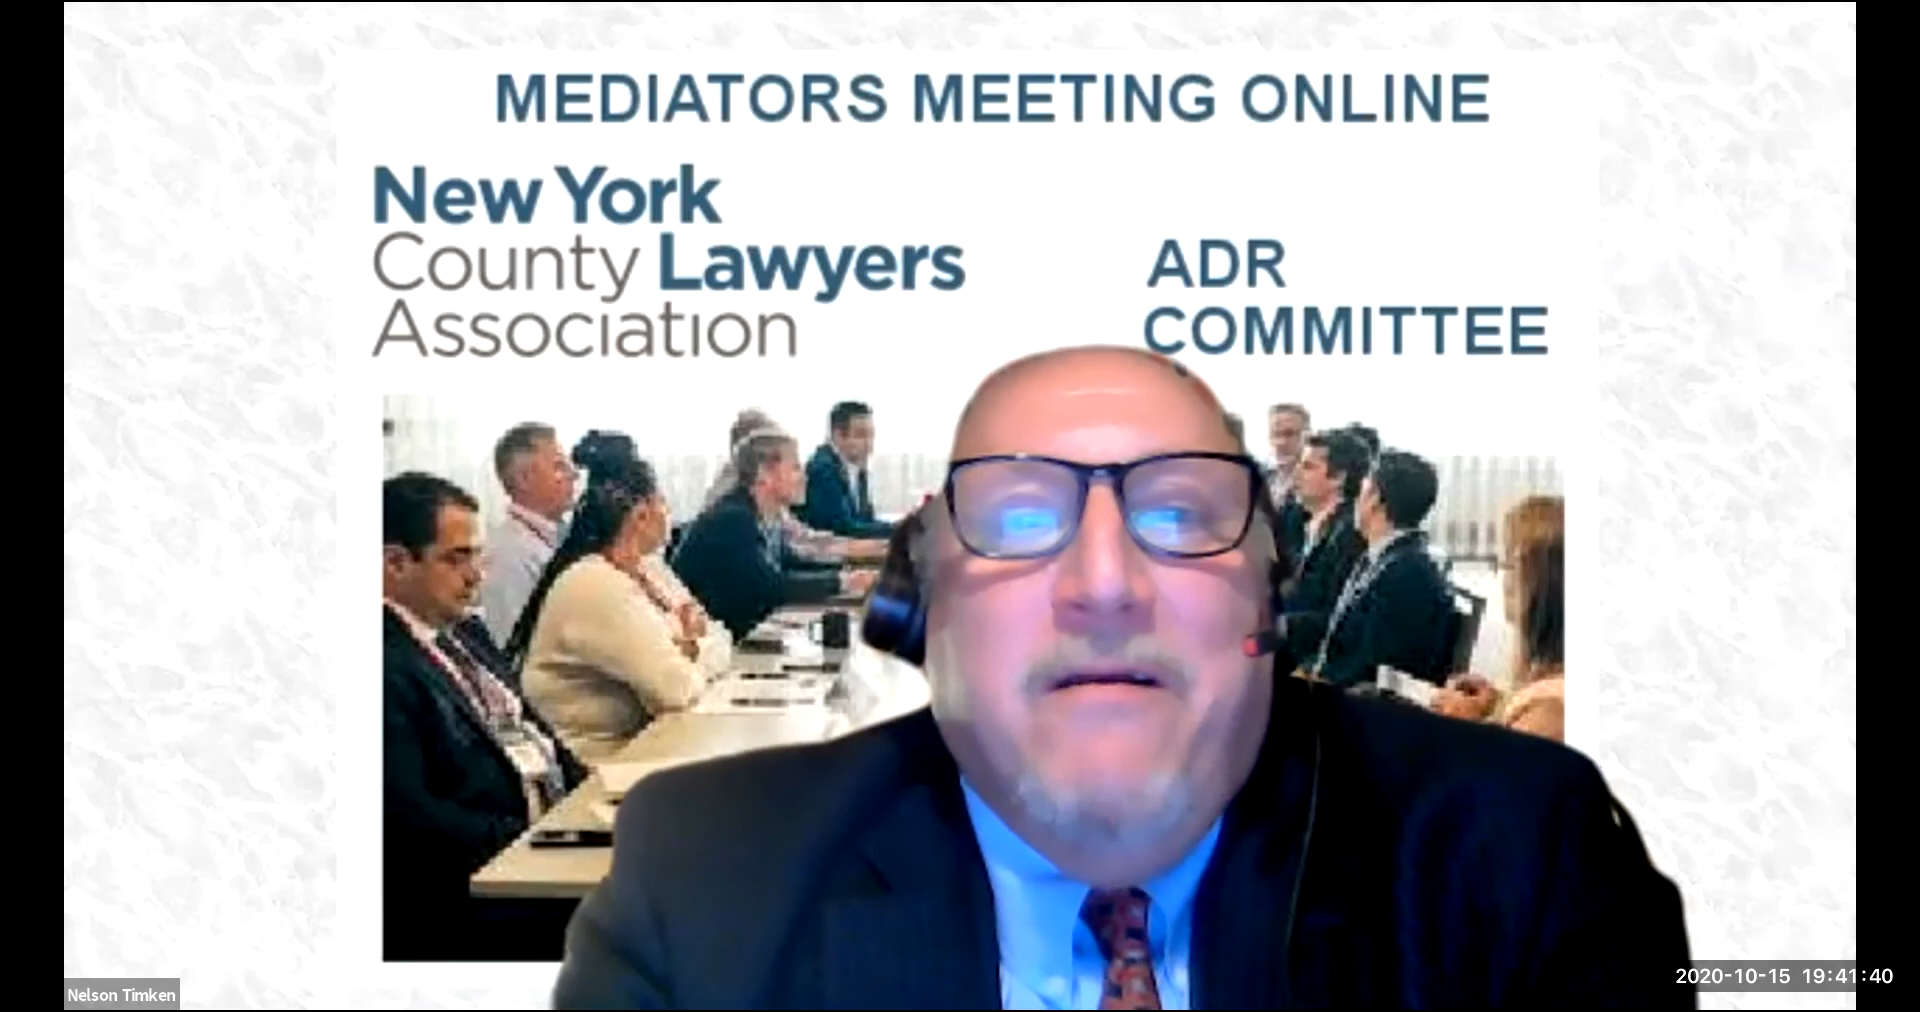 MEDIATORS MEETING ONLINE
New York
County Lawyers
Association
ADR
COMMITTEE
Nelson Timken
2020-10-15 19:41:40